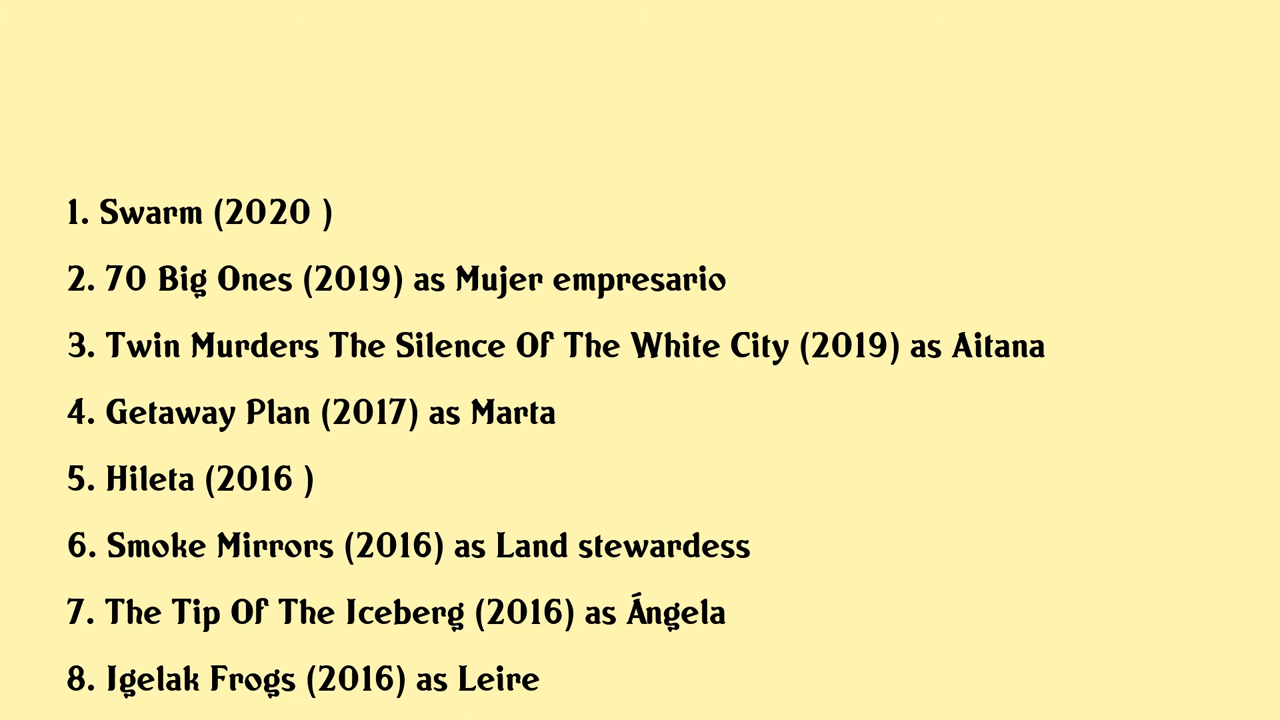 1. Swarm (2020 )
2. 70 Big Ones (2019) as Mujer empresario
3. Twin Murders The Silence Of The White City (2019) as Aitana
4. Getaway Plan (2017) as Marta
5. Hileta (2016 )
6. Smoke Mirrors (2016) as Land stewardess
7. The Tip Of The Iceberg (2016) as Ángela
8. Igelak Frogs (2016) as Leire